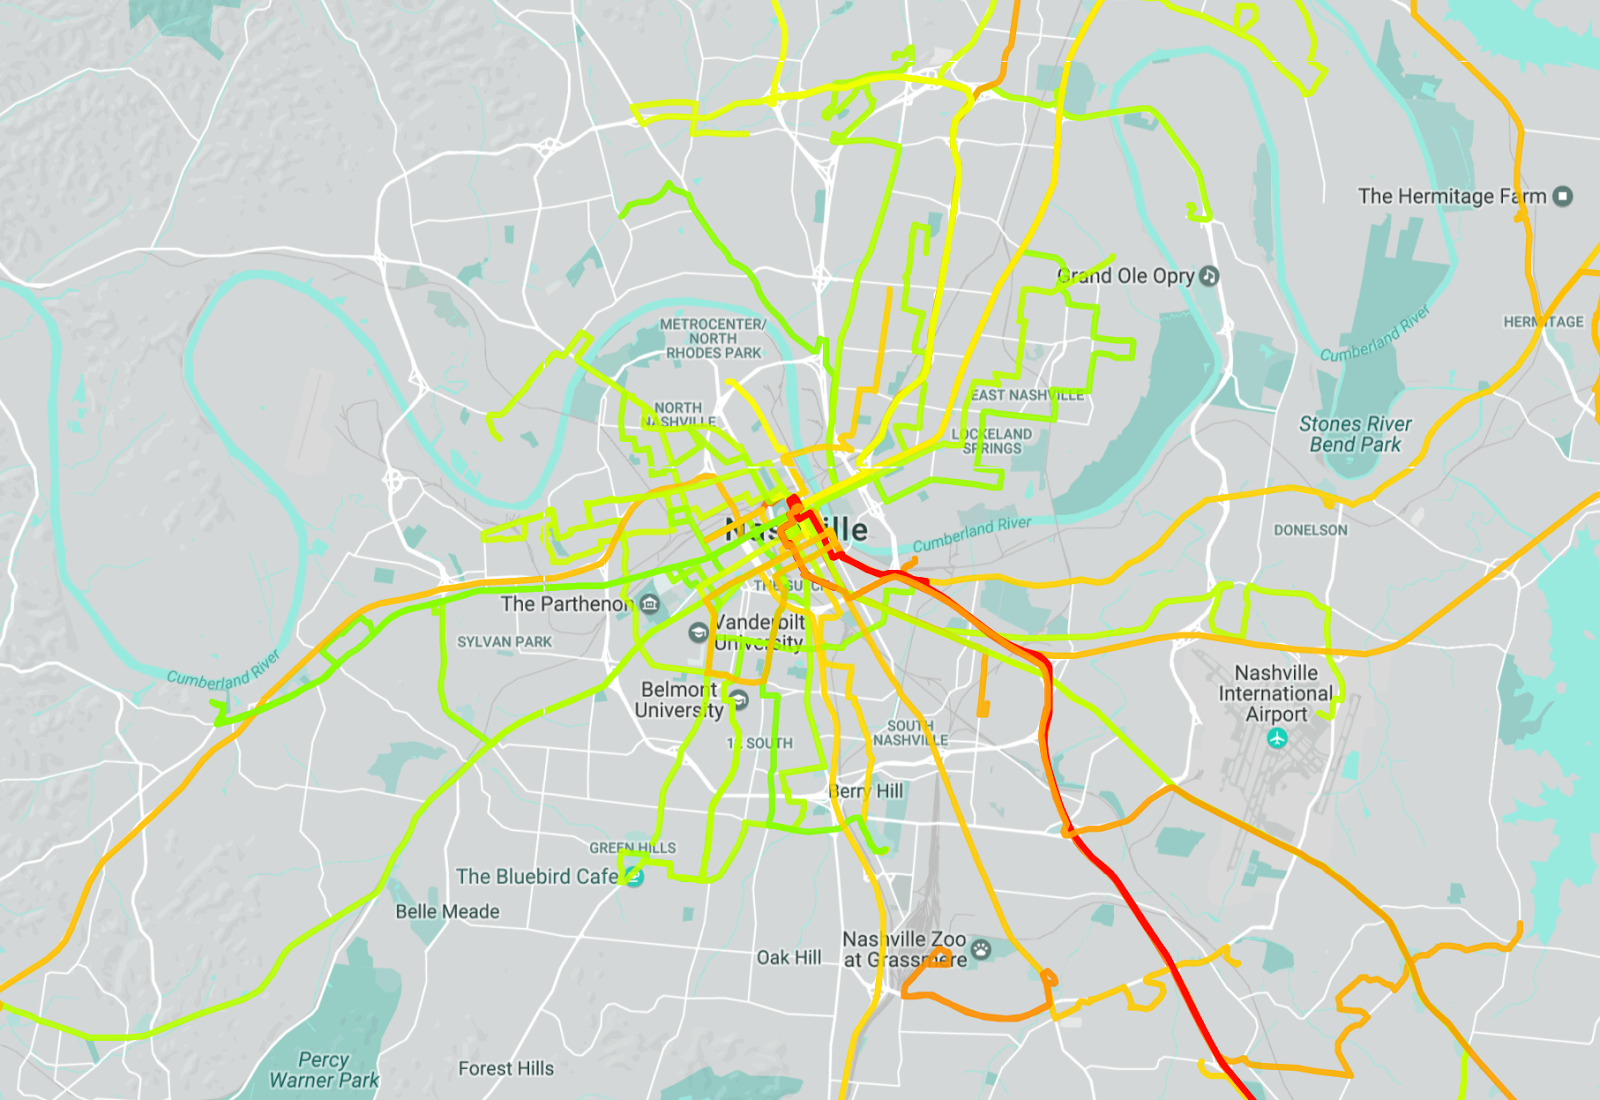 The Hermitage Farm
Grand Ole Opry
Cumberland River
HERMITAGE
METROCENTER/
NORTH
RHODES PARK
NORTH
NASHVILLE
EAST NASHVILLE
LOCKELAND
SPRINGS
Stones River
Bend Park
Nashville
Cumberland River
DONELSON
THE GULCH
The Parthenon
Vanderbilt
University
SYLVAN PARK
Cumberland River
Belmont
University
Nashville
International
Airport
12 SOUTH
SOUTH
NASHVILLE
Berry Hill
GREEN HILLS
The Bluebird Cafe
Belle Meade
Nashville Zoo
at Grassmere
Oak Hill
Percy
Warner Park
Forest Hills